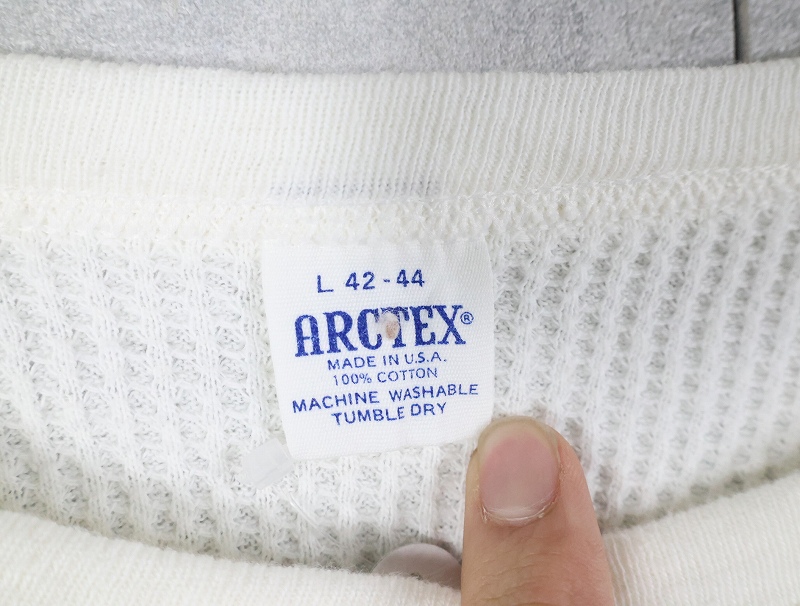 L 42-44
ARCTEX®
MADE IN U.S.A.
100% COTTON
MACHINE WASHABLE
TUMBLE DRY